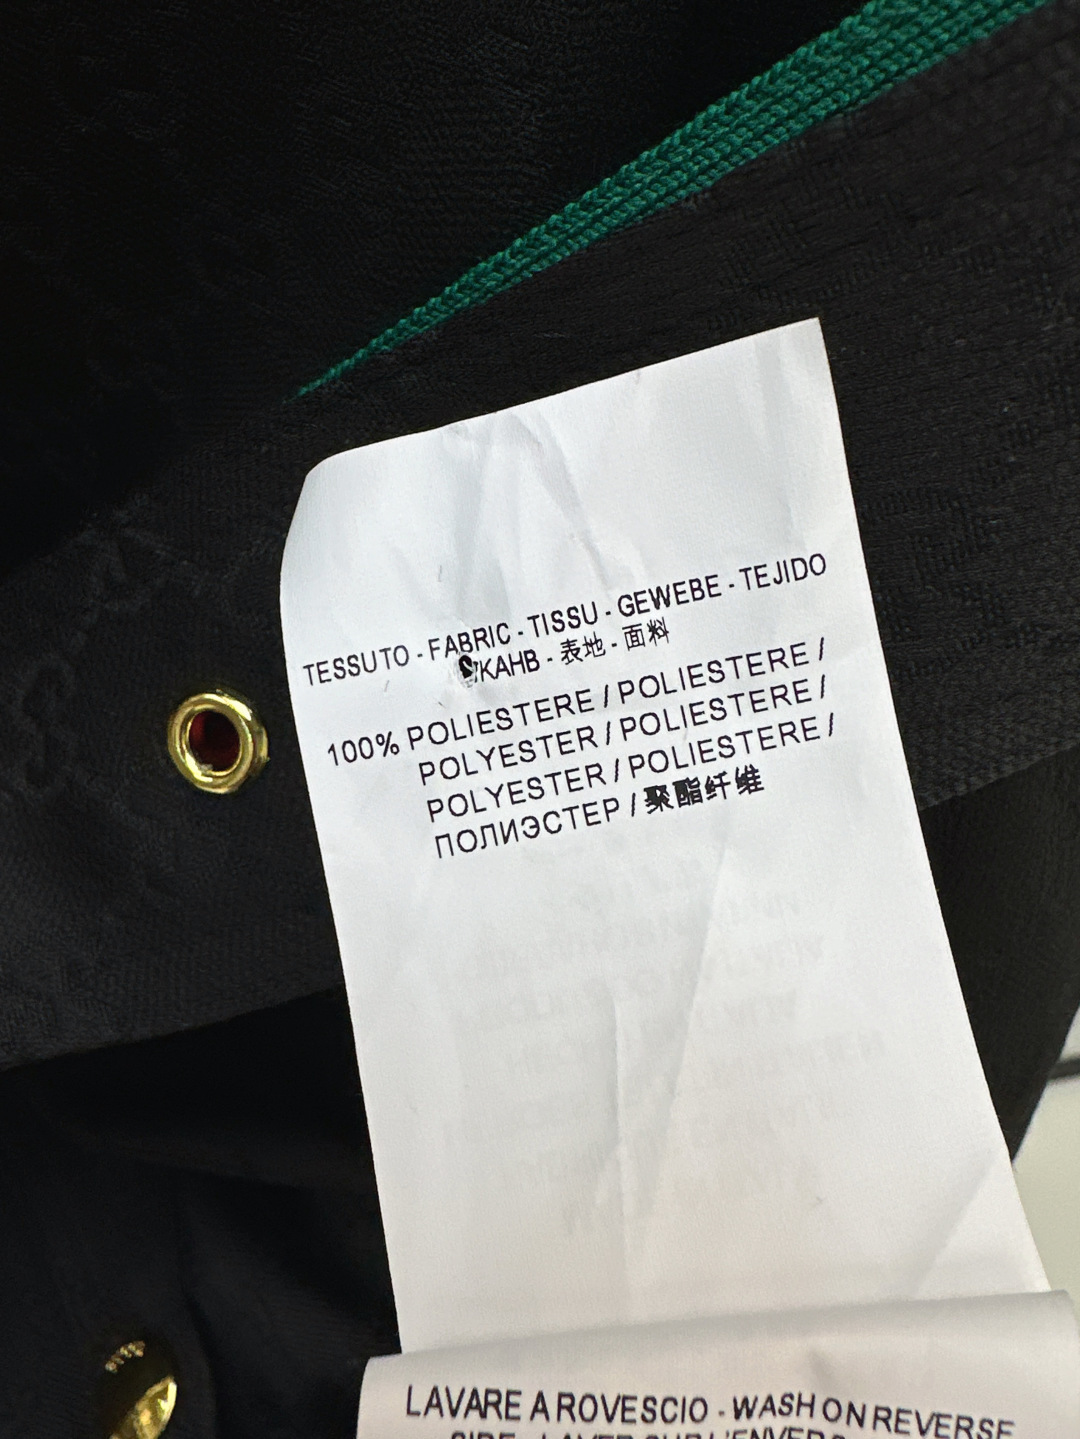 TESSUTO - FABRIC - TISSU - GEWEBE - TEJIDO
- 表地 - 面料
100% POLIESTERE / POLIESTERE /
POLYESTER / POLIESTERE /
POLYESTER / POLIESTERE /
ПОЛИЭСТЕР / 聚酯纤维
LAVARE A ROVESCIO - WASH ON REVERSE